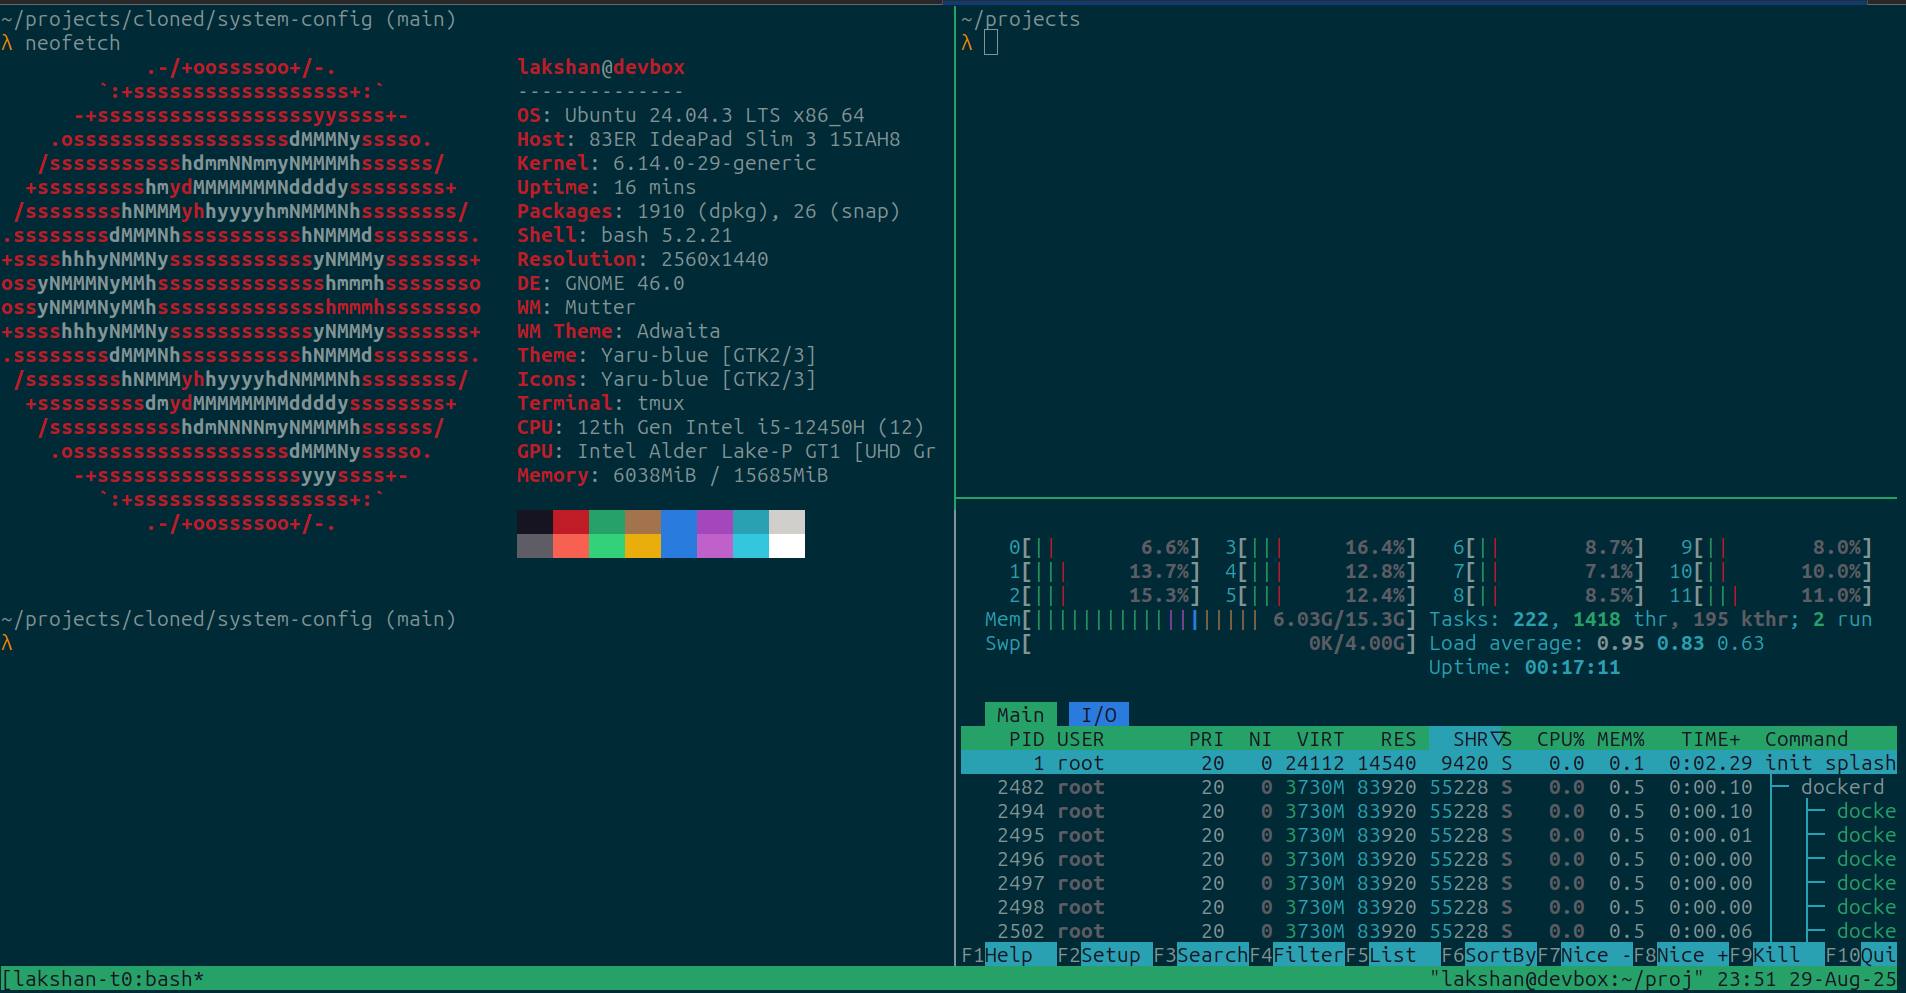 ~/projects/cloned/system-config (main)
λ neofetch
.-/+oossssoo+/-.
`:+ssssssssssssssssss+:`
-+ssssssssssssssssssyyssss+-
.ossssssssssssssssssdMMMNysssso.
/ssssssssssshdmmNNmmyNMMMMhssssss/
+ssssssssshmydMMMMMMMNddddyssssssss+
/sssssssshNMMMyhhyyyyhmNMMMNhssssssss/
.ssssssssdMMMNhsssssssssshNMMMdssssssss.
+sssshhhyNMMNyssssssssssssyNMMMysssssss+
ossyNMMMNyMMhsssssssssssssshmmmhssssssso
ossyNMMMNyMMhsssssssssssssshmmmhssssssso
+sssshhhyNMMNyssssssssssssyNMMMysssssss+
.ssssssssdMMMNhsssssssssshNMMMdssssssss.
/sssssssshNMMMyhhyyyyhdNMMMNhssssssss/
+sssssssssdmydMMMMMMMMddddyssssssss+
/ssssssssssshdmNNNNmyNMMMMhssssss/
.ossssssssssssssssssdMMMNysssso.
-+sssssssssssssssssyyyssss+-
`:+ssssssssssssssssss+:`
.-/+oossssoo+/-.
lakshan@devbox
--------------
OS: Ubuntu 24.04.3 LTS x86_64
Host: 83ER IdeaPad Slim 3 15IAH8
Kernel: 6.14.0-29-generic
Uptime: 16 mins
Packages: 1910 (dpkg), 26 (snap)
Shell: bash 5.2.21
Resolution: 2560x1440
DE: GNOME 46.0
WM: Mutter
WM Theme: Adwaita
Theme: Yaru-blue [GTK2/3]
Icons: Yaru-blue [GTK2/3]
Terminal: tmux
CPU: 12th Gen Intel i5-12450H (12)
GPU: Intel Alder Lake-P GT1 [UHD Gr
Memory: 6038MiB / 15685MiB
~/projects/cloned/system-config (main)
λ
~/projects
λ
0[|| 6.6%] 3[||| 16.4%] 6[|| 8.7%] 9[|| 8.0%]
1[||| 13.7%] 4[||| 12.8%] 7[|| 7.1%] 10[|| 10.0%]
2[||| 15.3%] 5[||| 12.4%] 8[|| 8.5%] 11[||| 11.0%]
Mem[||||||||||||||||||| 6.03G/15.3G] Tasks: 222, 1418 thr, 195 kthr; 2 run
Swp[ 0K/4.00G] Load average: 0.95 0.83 0.63
Uptime: 00:17:11
Main I/O
PID USER PRI NI VIRT RES SHR▽S CPU% MEM% TIME+ Command
1 root 20 0 24112 14540 9420 S 0.0 0.1 0:02.29 init splash
2482 root 20 0 3730M 83920 55228 S 0.0 0.5 0:00.10 ├─ dockerd
2494 root 20 0 3730M 83920 55228 S 0.0 0.5 0:00.10 │ ├─ docke
2495 root 20 0 3730M 83920 55228 S 0.0 0.5 0:00.01 │ ├─ docke
2496 root 20 0 3730M 83920 55228 S 0.0 0.5 0:00.00 │ ├─ docke
2497 root 20 0 3730M 83920 55228 S 0.0 0.5 0:00.00 │ ├─ docke
2498 root 20 0 3730M 83920 55228 S 0.0 0.5 0:00.00 │ ├─ docke
2502 root 20 0 3730M 83920 55228 S 0.0 0.5 0:00.06 │ ├─ docke
F1Help F2Setup F3SearchF4FilterF5List F6SortByF7Nice -F8Nice +F9Kill F10Qui
[lakshan-t0:bash* "lakshan@devbox:~/proj" 23:51 29-Aug-25